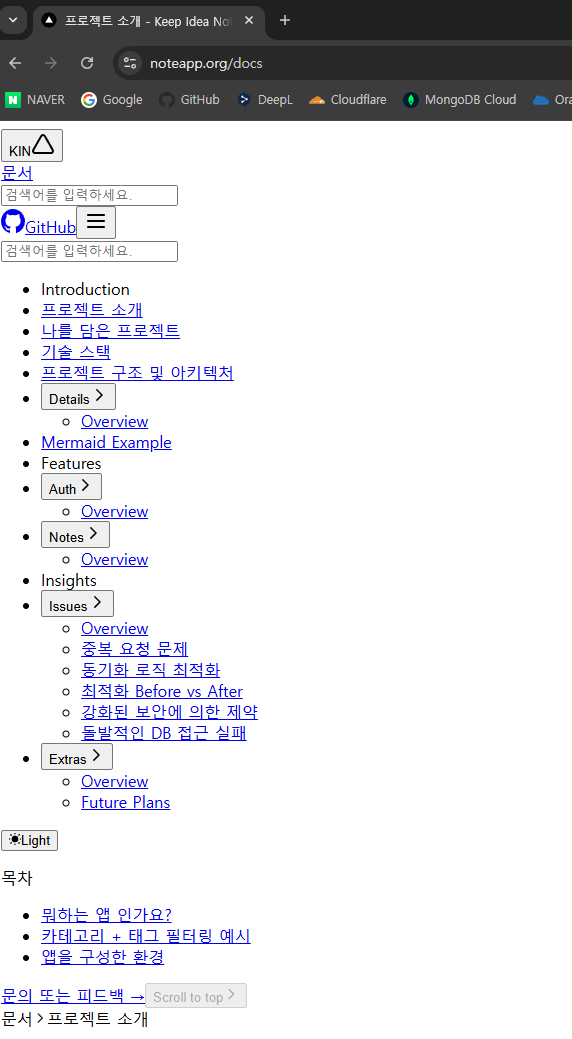 프로젝트 소개 - Keep Idea Not
noteapp.org/docs
NAVER Google GitHub DeepL Cloudflare MongoDB Cloud Ora
KIN
문서
검색어를 입력하세요.
GitHub
검색어를 입력하세요.
Introduction
프로젝트 소개
나를 담은 프로젝트
기술 스택
프로젝트 구조 및 아키텍처
Details
Overview
Mermaid Example
Features
Auth
Overview
Notes
Overview
Insights
Issues
Overview
중복 요청 문제
동기화 로직 최적화
최적화 Before vs After
강화된 보안에 의한 제약
돌발적인 DB 접근 실패
Extras
Overview
Future Plans
Light
목차
뭐하는 앱 인가요?
카테고리 + 태그 필터링 예시
앱을 구성한 환경
문의 또는 피드백 → Scroll to top
문서 > 프로젝트 소개